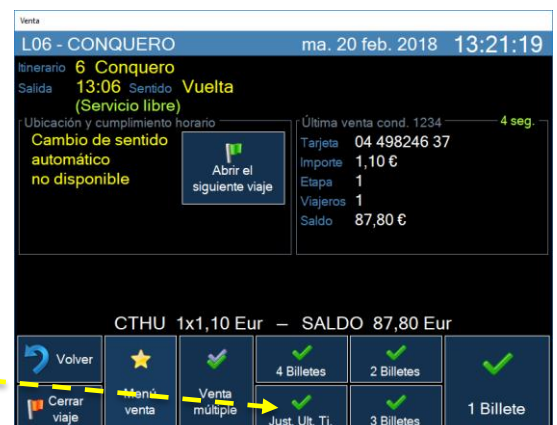 Venta
L06 - CONQUERO ma. 20 feb. 2018 13:21:19
Itinerario 6 Conquero
Salida 13:06 Sentido Vuelta
(Servicio libre)
Ubicación y cumplimiento horario
Cambio de sentido
automático
no disponible
Abrir el
siguiente viaje
Última venta cond. 1234 4 seg.
Tarjeta 04 498246 37
Importe 1,10 €
Etapa 1
Viajeros 1
Saldo 87,80 €
CTHU 1x1,10 Eur – SALDO 87,80 Eur
Volver
4 Billetes
2 Billetes
Cerrar
viaje
Menú
venta
Venta
múltiple
Just. Ult. Ti.
3 Billetes
1 Billete